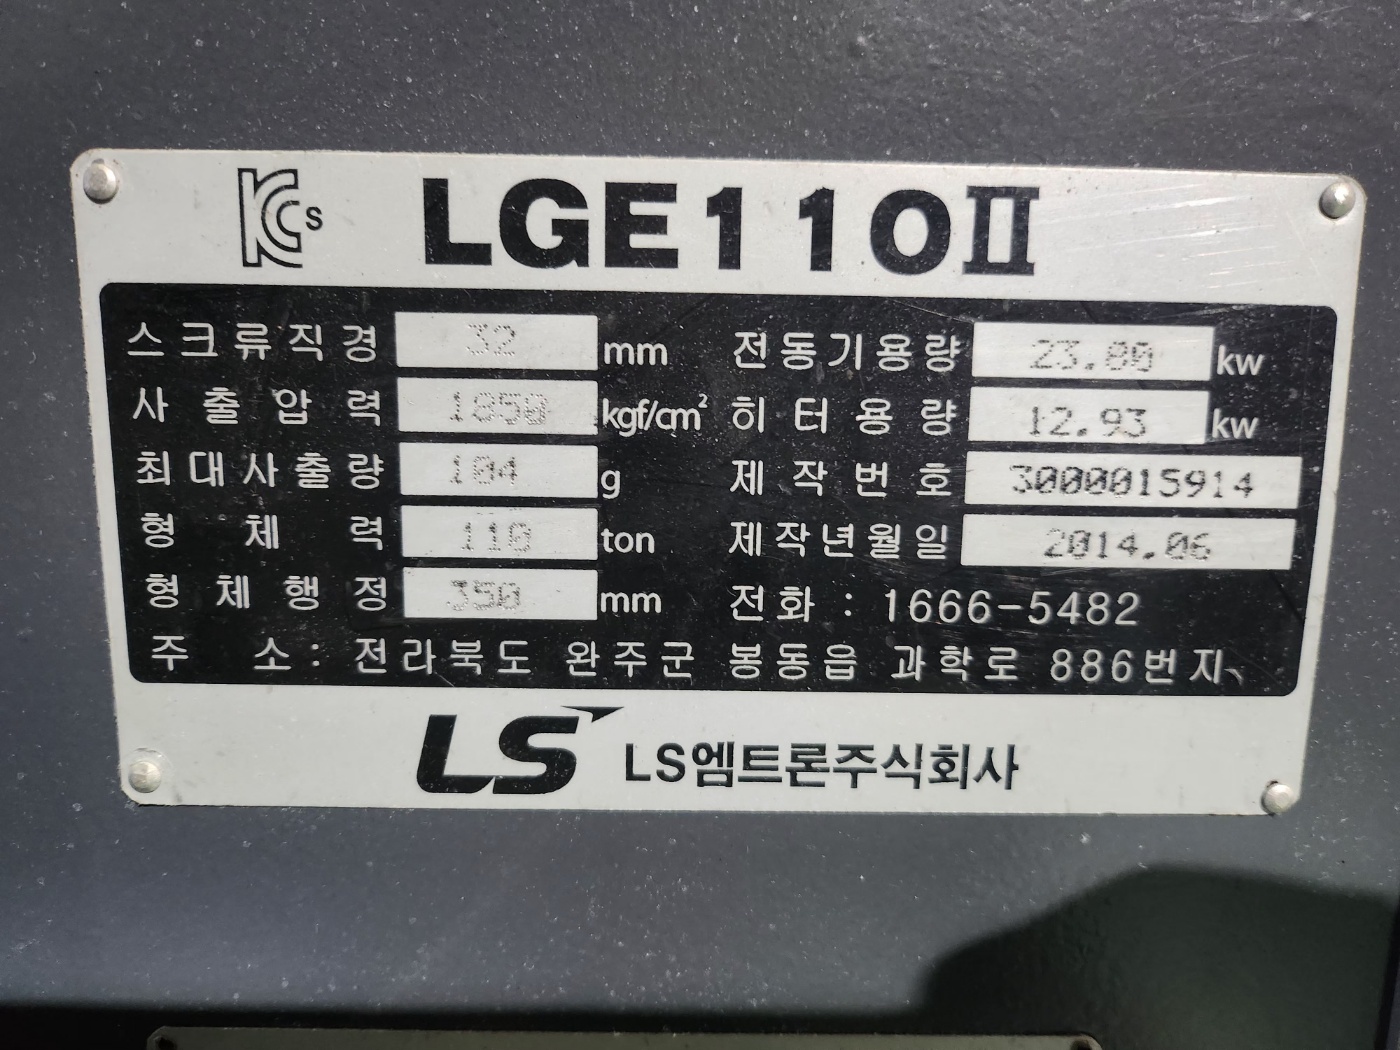 KCs LGE110II
스크류직경 32 mm 전동기용량 23.00 kw
사출압력 1850 kgf/cm² 히터용량 12.93 kw
최대사출량 104 g 제작번호 3000015914
형체력 110 ton 제작년월일 2014.06
형체행정 350 mm 전화 : 1666-5482
주소 : 전라북도 완주군 봉동읍 과학로 886번지
LS LS엠트론주식회사